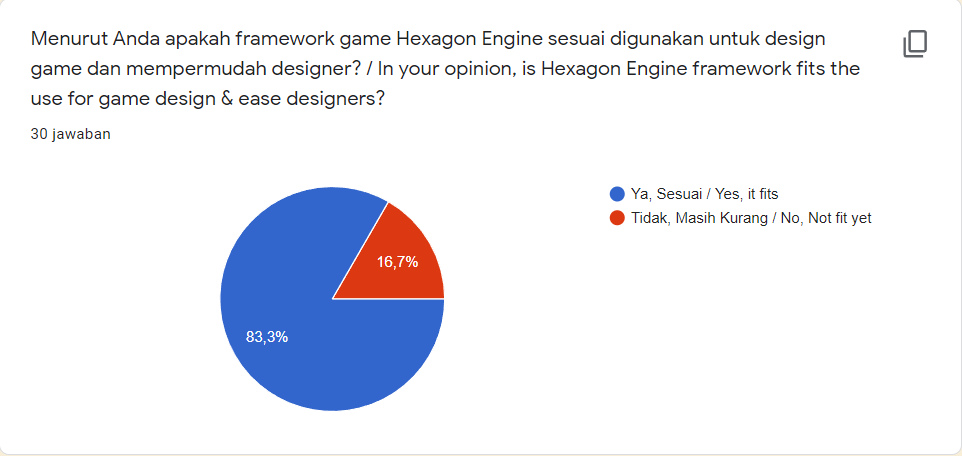 Menurut Anda apakah framework game Hexagon Engine sesuai digunakan untuk design
game dan mempermudah designer? / In your opinion, is Hexagon Engine framework fits the
use for game design & ease designers?
30 jawaban
Ya, Sesuai / Yes, it fits
Tidak, Masih Kurang / No, Not fit yet
16,7%
83,3%